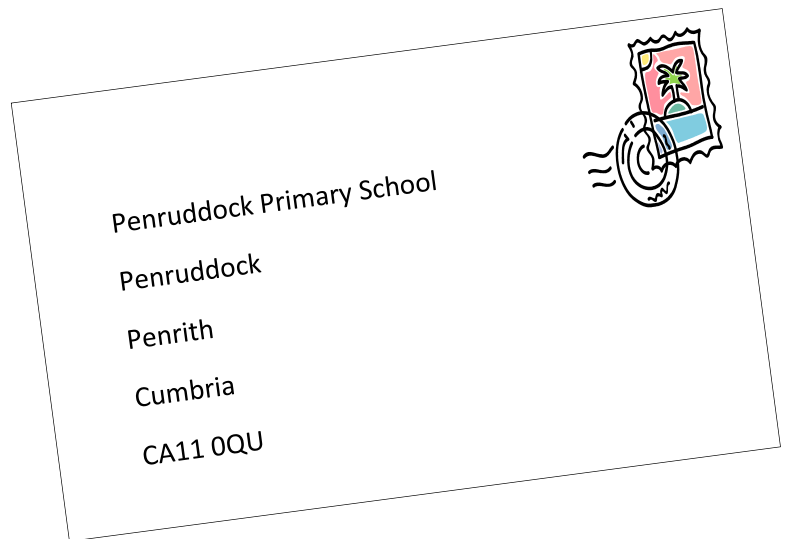 Penruddock Primary School
Penruddock
Penrith
Cumbria
CA11 0QU